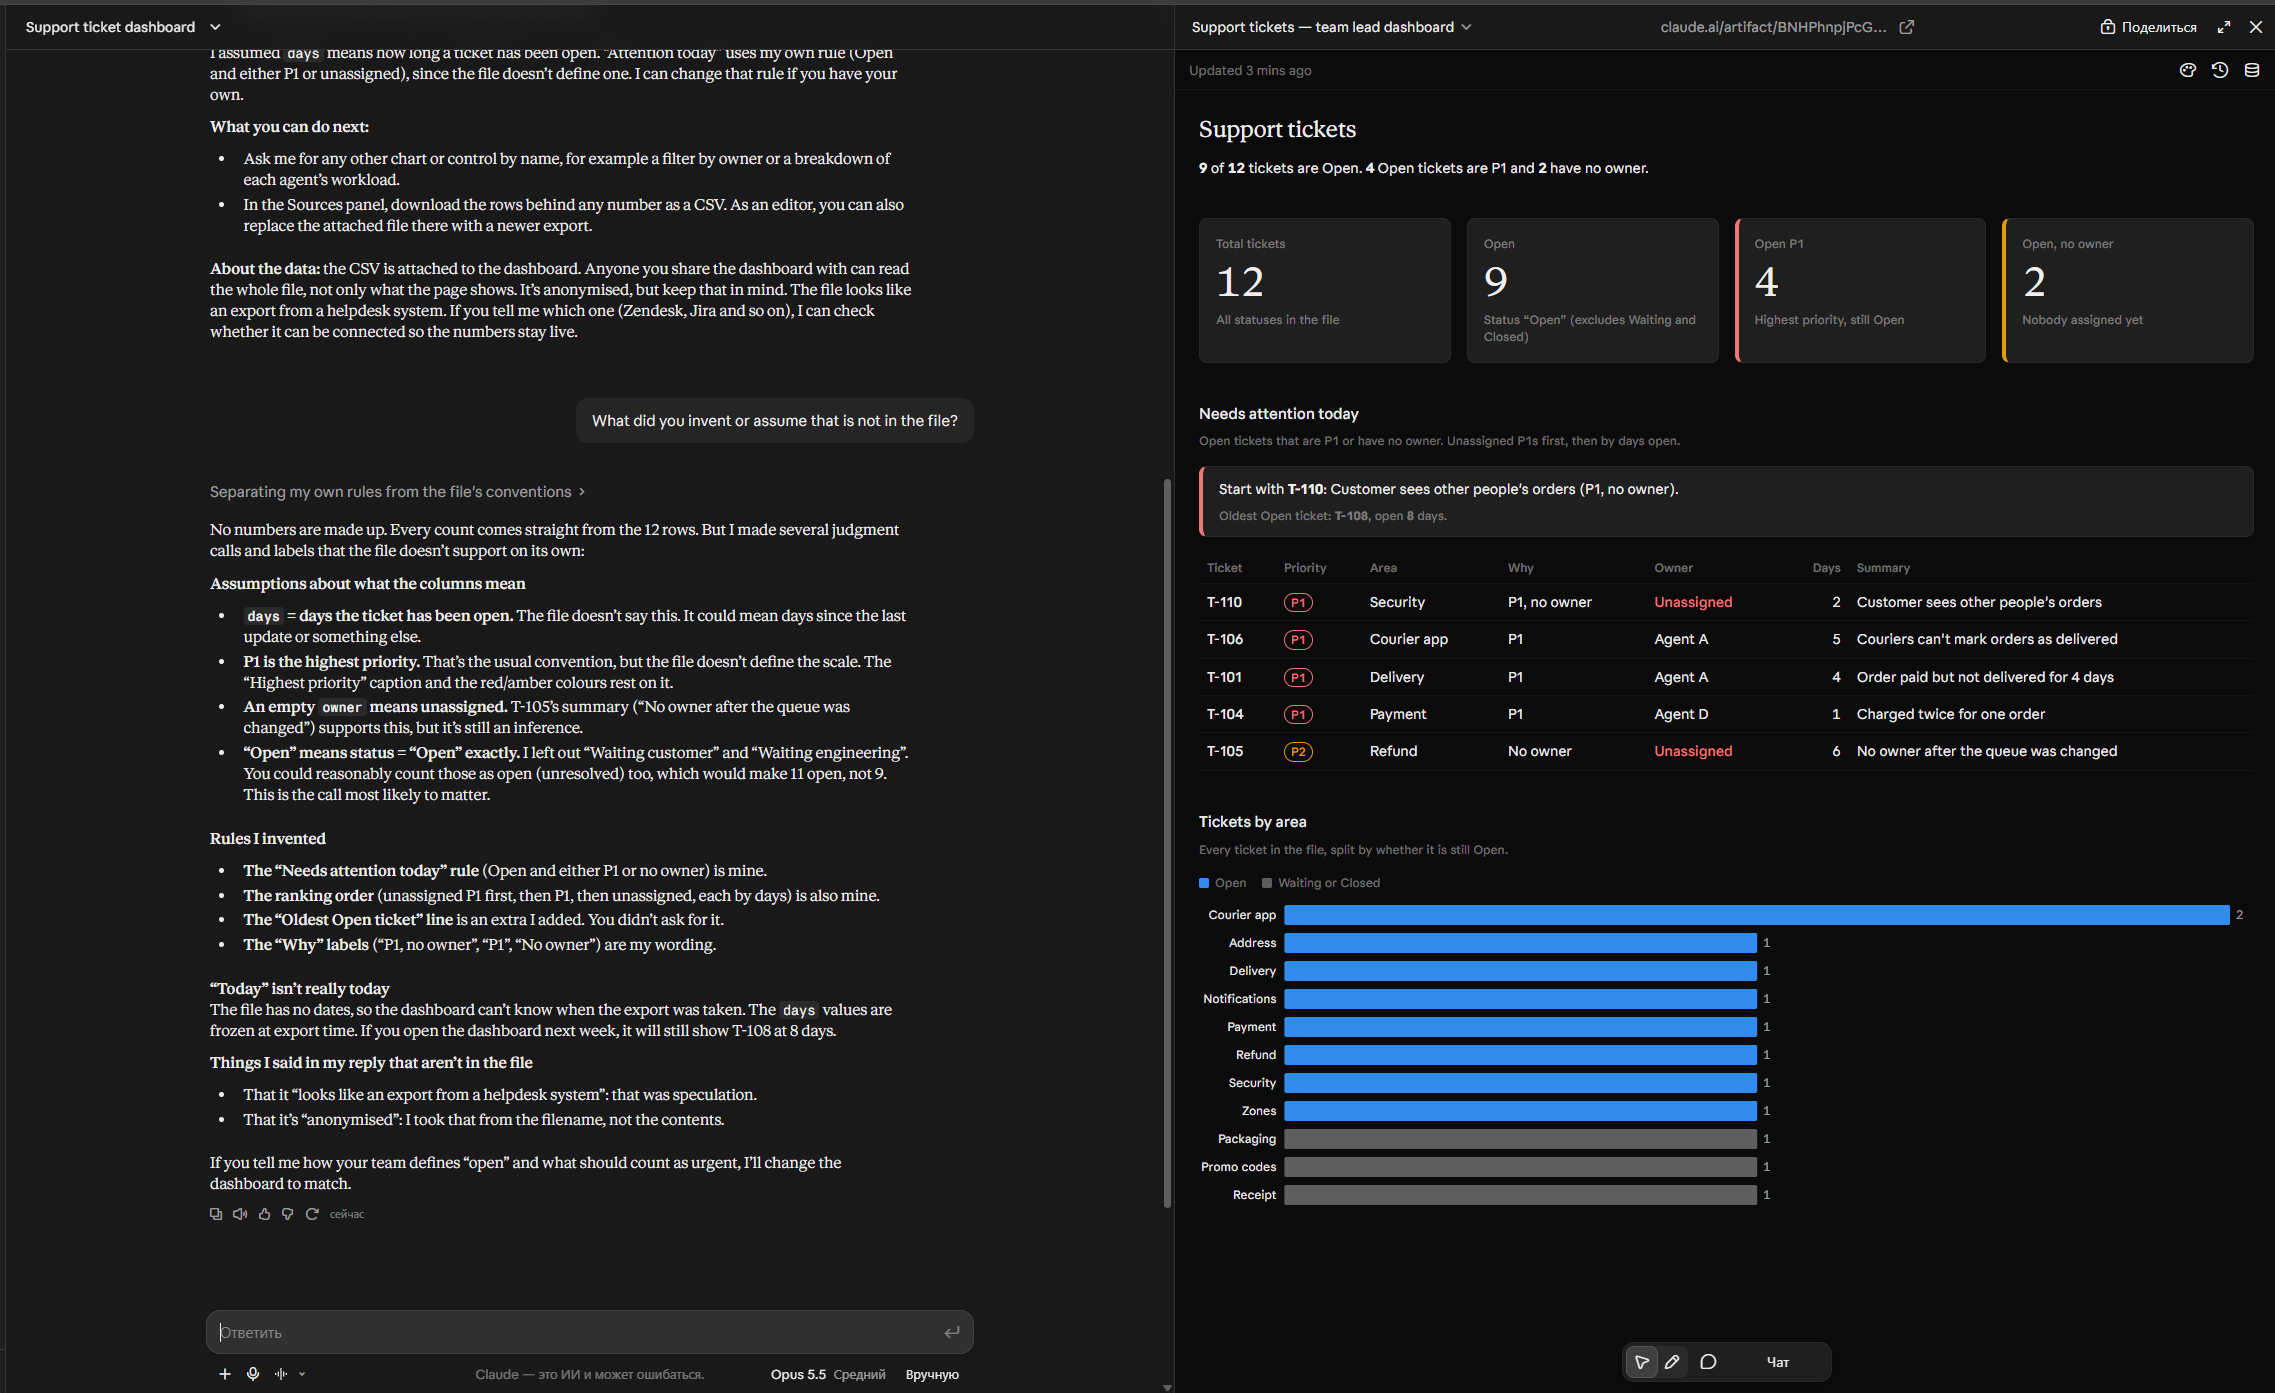 Support ticket dashboard
I assumed days means how long a ticket has been open. "Attention today" uses my own rule (Open
and either P1 or unassigned), since the file doesn't define one. I can change that rule if you have your
own.
What you can do next:
• Ask me for any other chart or control by name, for example a filter by owner or a breakdown of
each agent's workload.
• In the Sources panel, download the rows behind any number as a CSV. As an editor, you can also
replace the attached file there with a newer export.
About the data: the CSV is attached to the dashboard. Anyone you share the dashboard with can read
the whole file, not only what the page shows. It's anonymised, but keep that in mind. The file looks like
an export from a helpdesk system. If you tell me which one (Zendesk, Jira and so on), I can check
whether it can be connected so the numbers stay live.
What did you invent or assume that is not in the file?
Separating my own rules from the file's conventions >
No numbers are made up. Every count comes straight from the 12 rows. But I made several judgment
calls and labels that the file doesn't support on its own:
Assumptions about what the columns mean
• days = days the ticket has been open. The file doesn't say this. It could mean days since the last
update or something else.
• P1 is the highest priority. That's the usual convention, but the file doesn't define the scale. The
“Highest priority” caption and the red/amber colours rest on it.
• An empty owner means unassigned. T-105's summary (“No owner after the queue was
changed”) supports this, but it's still an inference.
• “Open” means status = “Open” exactly. I left out “Waiting customer” and “Waiting engineering”.
You could reasonably count those as open (unresolved) too, which would make 11 open, not 9.
This is the call most likely to matter.
Rules I invented
• The “Needs attention today” rule (Open and either P1 or no owner) is mine.
• The ranking order (unassigned P1 first, then P1, then unassigned, each by days) is also mine.
• The “Oldest Open ticket” line is an extra I added. You didn't ask for it.
• The “Why” labels (“P1, no owner”, “P1”, “No owner”) are my wording.
“Today” isn't really today
The file has no dates, so the dashboard can't know when the export was taken. The days values are
frozen at export time. If you open the dashboard next week, it will still show T-108 at 8 days.
Things I said in my reply that aren't in the file
• That it “looks like an export from a helpdesk system”: that was speculation.
• That it's “anonymised”: I took that from the filename, not the contents.
If you tell me how your team defines “open” and what should count as urgent, I'll change the
dashboard to match.
сейчас
Ответить
Claude — это ИИ и может ошибаться. Opus 5.5 Средний Вручную
Support tickets — team lead dashboard claude.ai/artifact/BNHPhnpjPcG... Поделиться
Updated 3 mins ago
Support tickets
9 of 12 tickets are Open. 4 Open tickets are P1 and 2 have no owner.
Total tickets
12
All statuses in the file
Open
9
Status “Open” (excludes Waiting and
Closed)
Open P1
4
Highest priority, still Open
Open, no owner
2
Nobody assigned yet
Needs attention today
Open tickets that are P1 or have no owner. Unassigned P1s first, then by days open.
Start with T-110: Customer sees other people's orders (P1, no owner).
Oldest Open ticket: T-108, open 8 days.
Ticket Priority Area Why Owner Days Summary
T-110 P1 Security P1, no owner Unassigned 2 Customer sees other people's orders
T-106 P1 Courier app P1 Agent A 5 Couriers can't mark orders as delivered
T-101 P1 Delivery P1 Agent A 4 Order paid but not delivered for 4 days
T-104 P1 Payment P1 Agent D 1 Charged twice for one order
T-105 P2 Refund No owner Unassigned 6 No owner after the queue was changed
Tickets by area
Every ticket in the file, split by whether it is still Open.
Open Waiting or Closed
Courier app 2
Address 1
Delivery 1
Notifications 1
Payment 1
Refund 1
Security 1
Zones 1
Packaging 1
Promo codes 1
Receipt 1
Чат